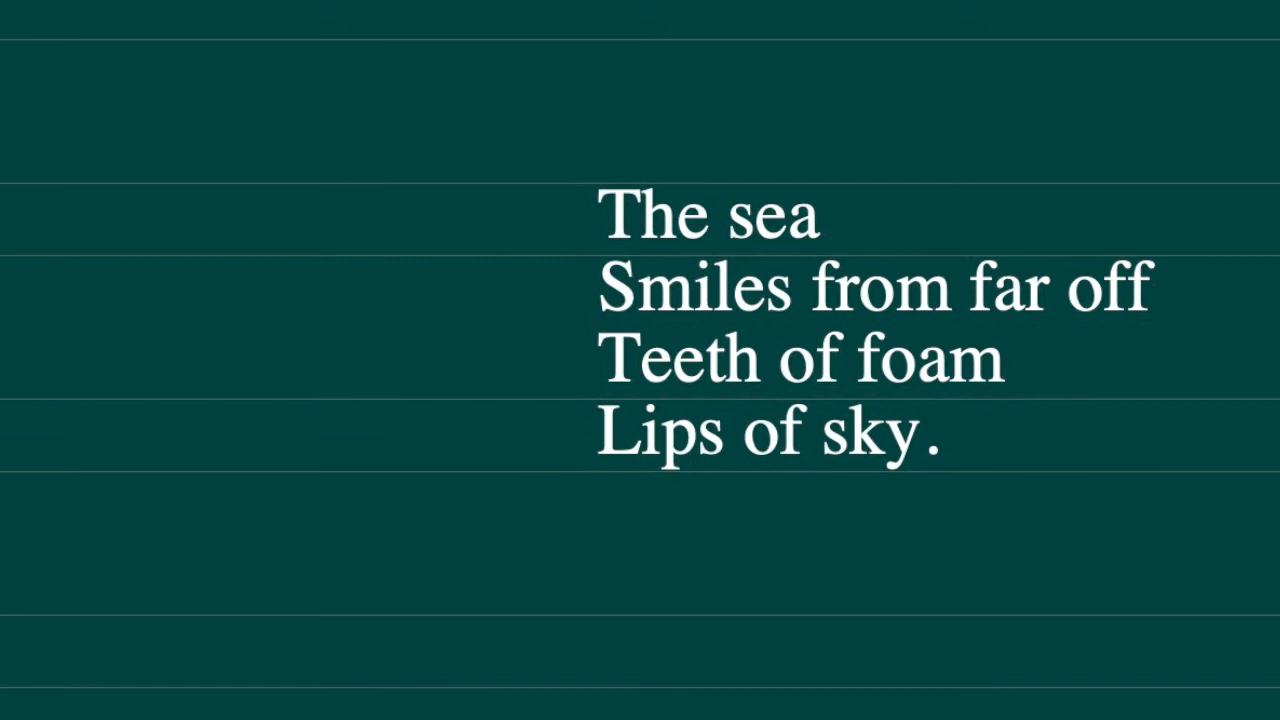 The sea
Smiles from far off
Teeth of foam
Lips of sky.